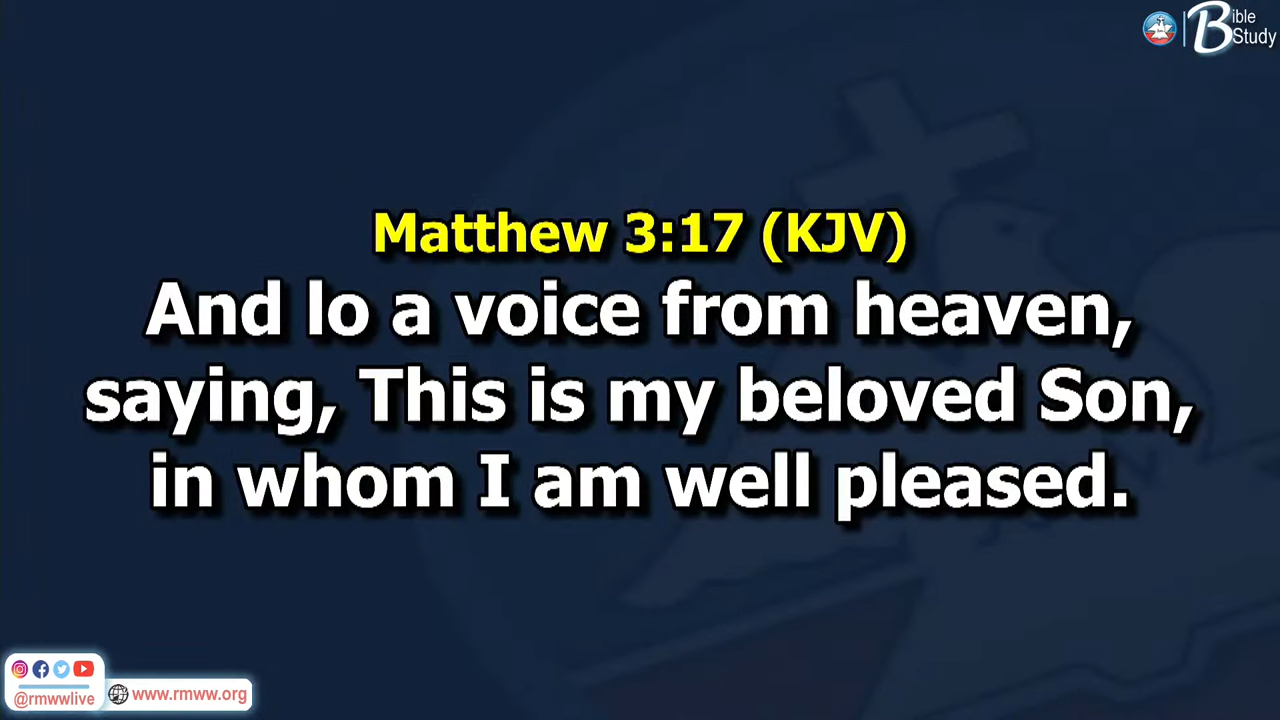 Bible
Study
Matthew 3:17 (KJV)
And lo a voice from heaven,
saying, This is my beloved Son,
in whom I am well pleased.
@rmwwlive
www.rmww.org